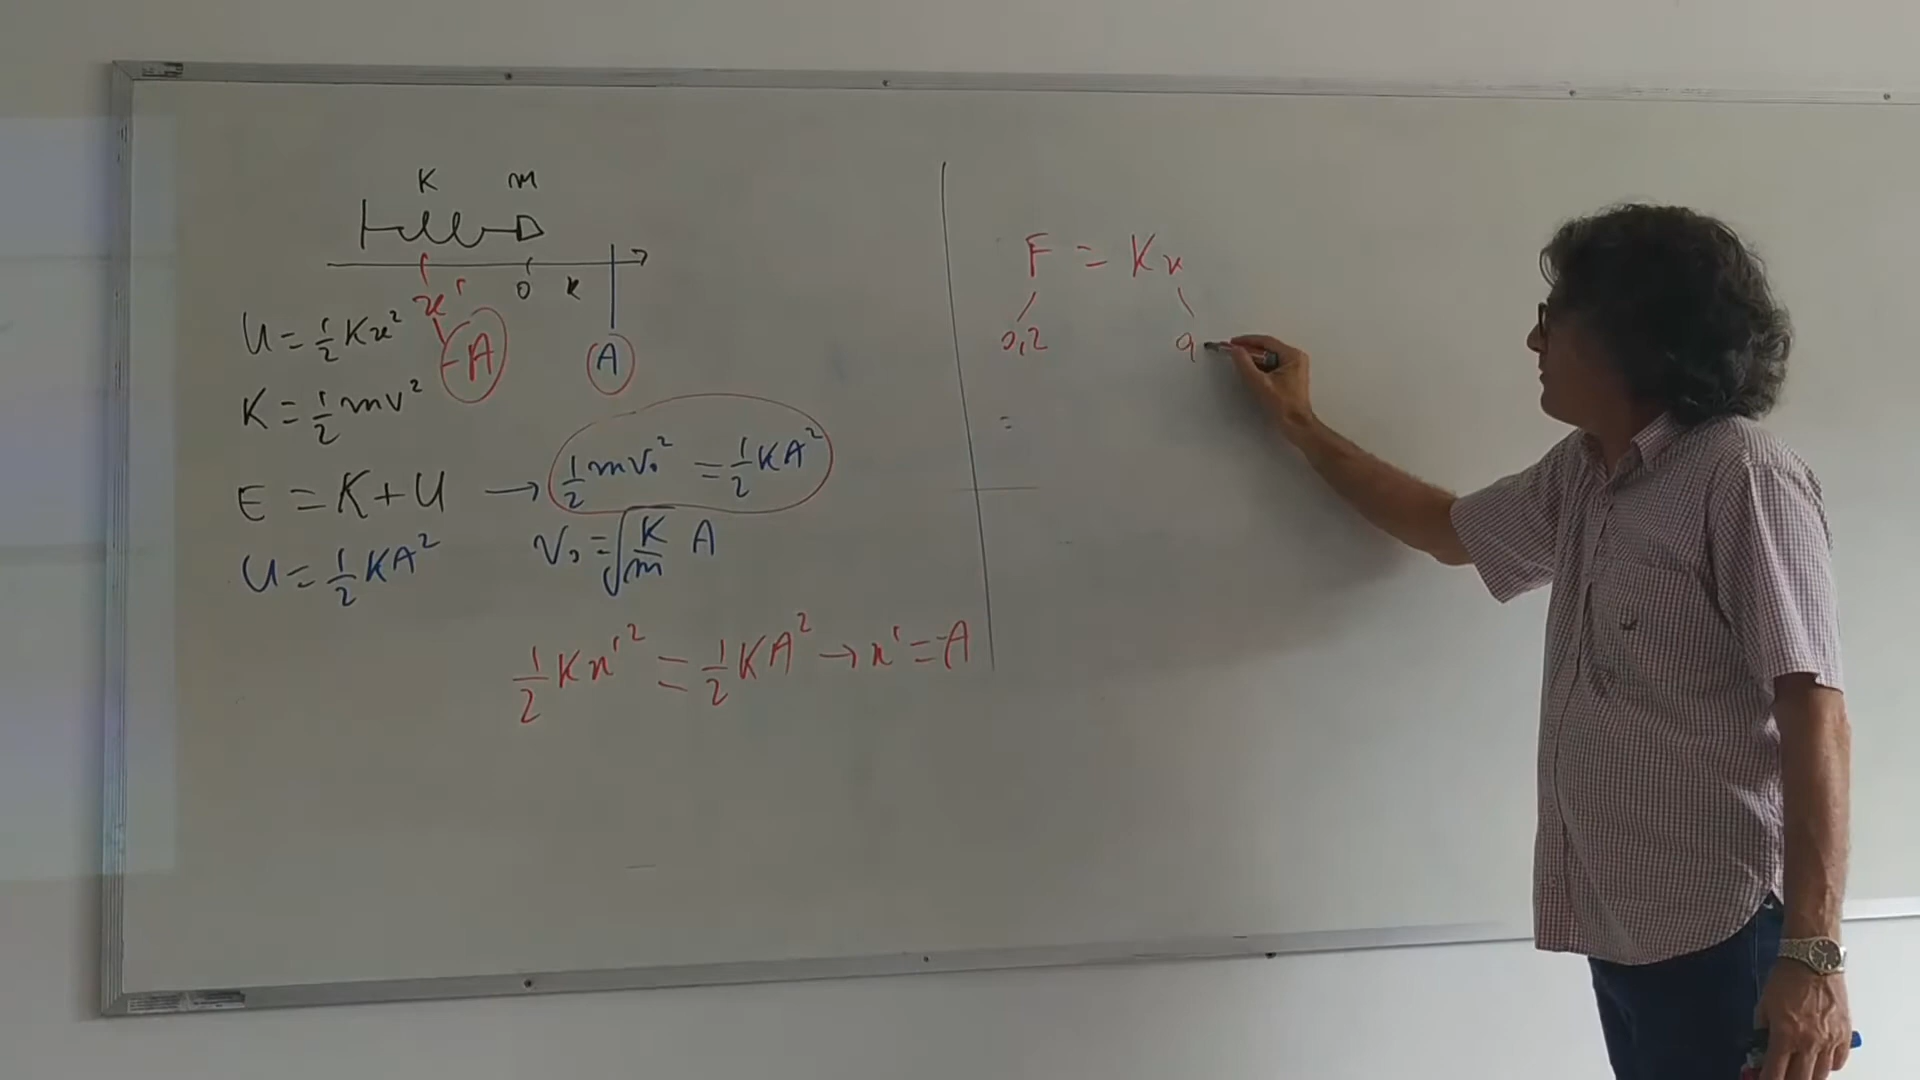 K m
0 x
x'
-A A
U = 1/2 Kx²
K = 1/2 mv²
E = K + U → 1/2 mv₀² = 1/2 KA²
U = 1/2 KA²
v₀ = √(K/m) A
1/2 Kx'² = 1/2 KA² → x' = -A
F = Kx
0,2 9
=